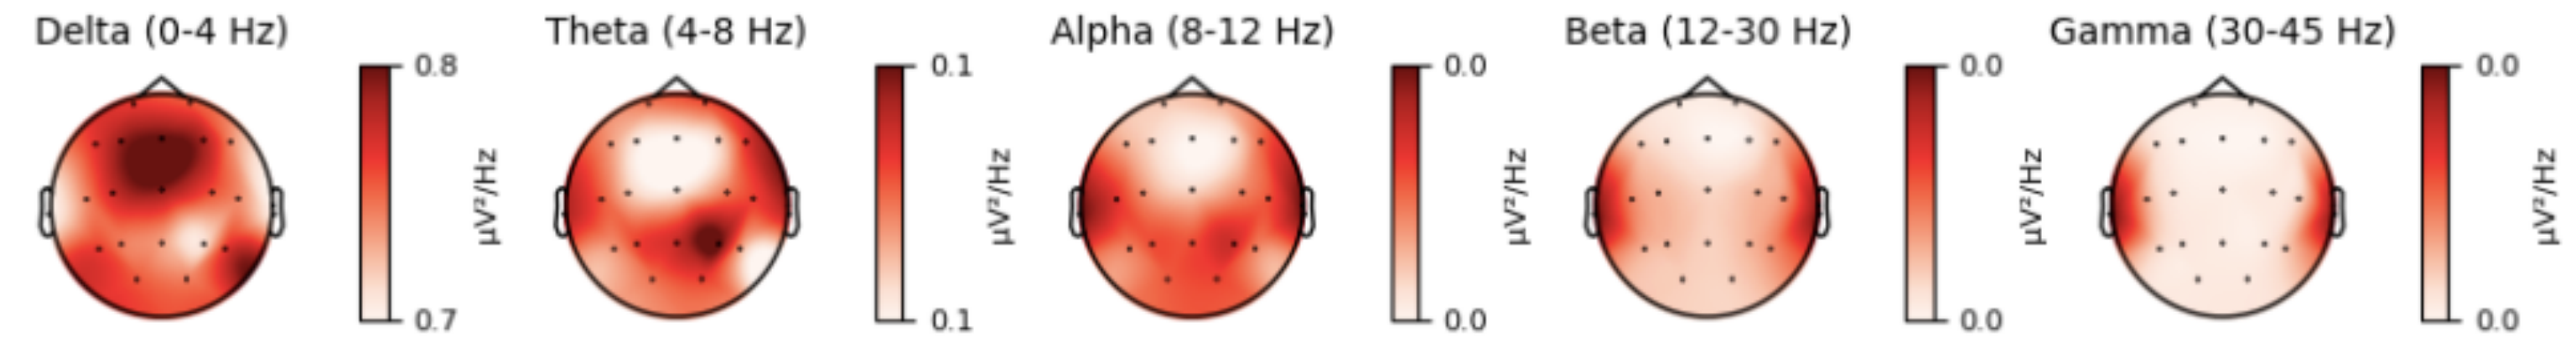 Delta (0-4 Hz)
0.8
0.7
µV²/Hz
Theta (4-8 Hz)
0.1
0.1
µV²/Hz
Alpha (8-12 Hz)
0.0
0.0
µV²/Hz
Beta (12-30 Hz)
0.0
0.0
µV²/Hz
Gamma (30-45 Hz)
0.0
0.0
µV²/Hz